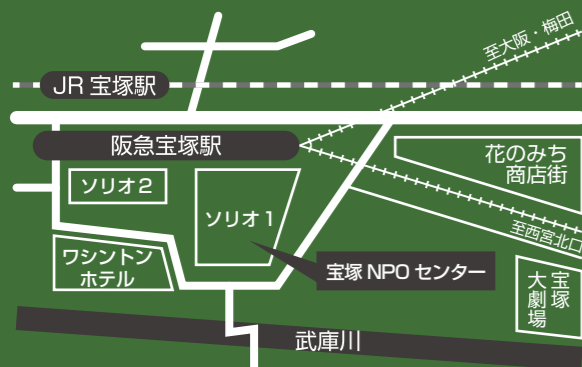 至大阪・梅田
JR 宝塚駅
阪急宝塚駅
花のみち
商店街
ソリオ２
ソリオ１
至西宮北口
ワシントン
ホテル
宝塚 NPO センター
宝塚
大劇場
武庫川